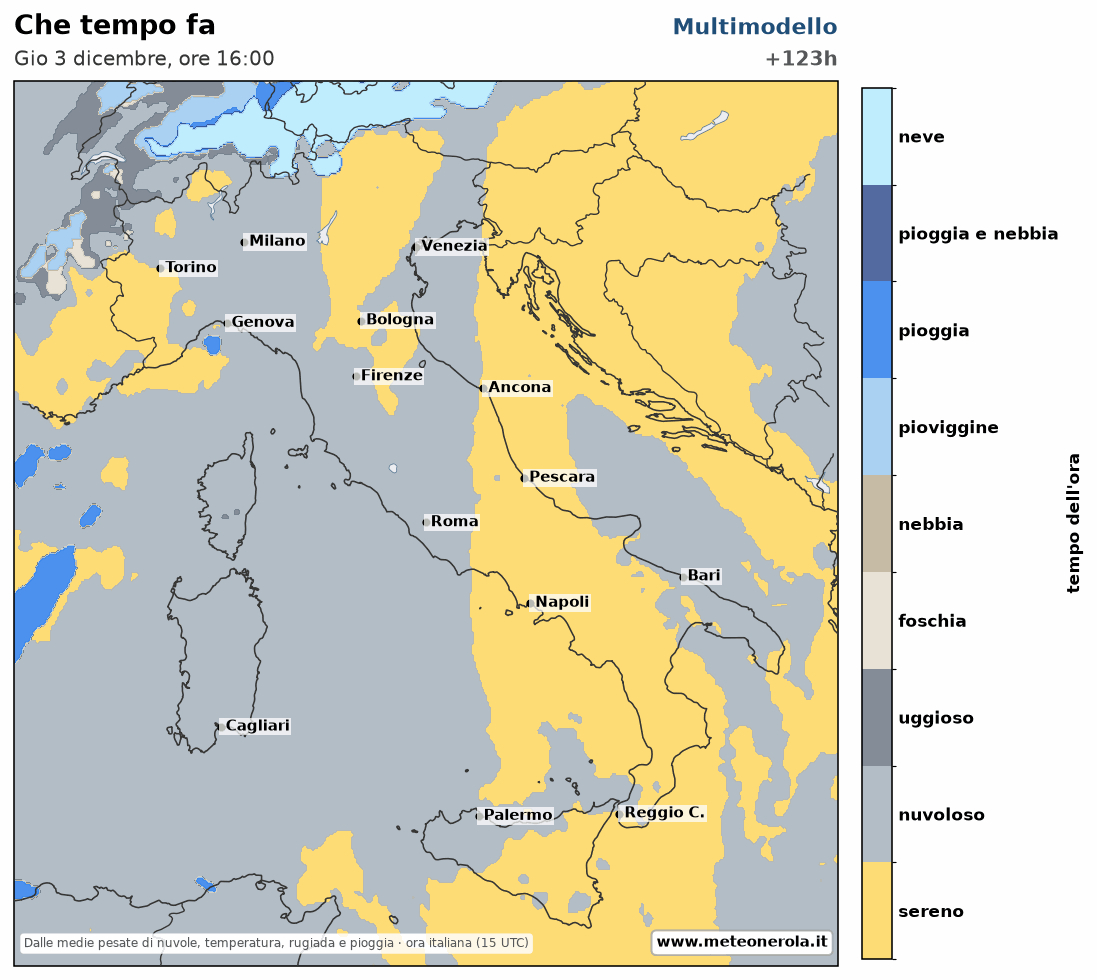 Che tempo fa
Multimodello
Gio 3 dicembre, ore 16:00
+123h
neve
pioggia e nebbia
pioggia
pioviggine
nebbia
foschia
uggioso
nuvoloso
sereno
tempo dell'ora
Milano
Venezia
Torino
Genova
Bologna
Firenze
Ancona
Pescara
Roma
Bari
Napoli
Cagliari
Palermo
Reggio C.
Dalle medie pesate di nuvole, temperatura, rugiada e pioggia · ora italiana (15 UTC)
www.meteonerola.it